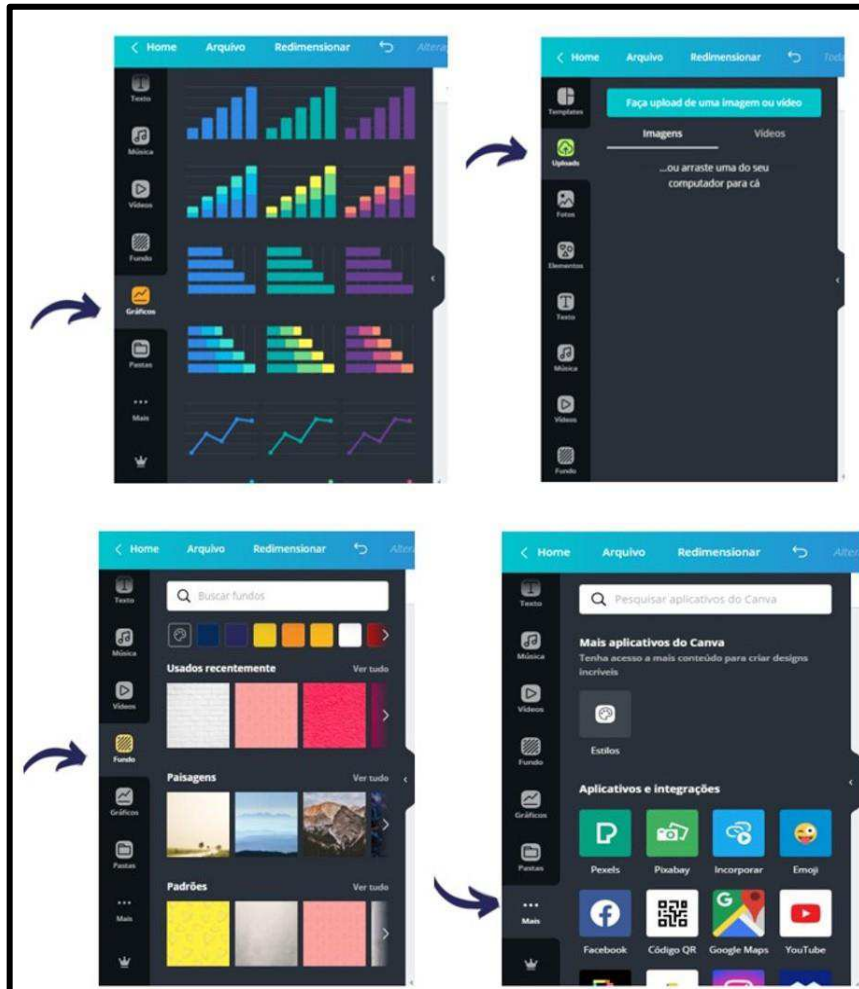 Home Arquivo Redimensionar
Texto
Música
Vídeos
Fundo
Gráficos
Pastas
Mais
Home Arquivo Redimensionar
Templates
Faça upload de uma imagem ou vídeo
Imagens Vídeos
Uploads
...ou arraste uma do seu
computador para cá
Fotos
Elementos
Texto
Música
Vídeos
Fundo
Home Arquivo Redimensionar
Texto
Buscar fundos
Música
Usados recentemente Ver tudo
Vídeos
Fundo
Paisagens Ver tudo
Gráficos
Pastas
Padrões Ver tudo
Mais
Home Arquivo Redimensionar
Texto
Pesquisar aplicativos do Canva
Música
Mais aplicativos do Canva
Tenha acesso a mais conteúdo para criar designs
incríveis
Vídeos
Estilos
Fundo
Aplicativos e integrações
Gráficos
Pastas
Pexels Pixabay Incorporar Emoji
Mais
Facebook Código QR Google Maps YouTube